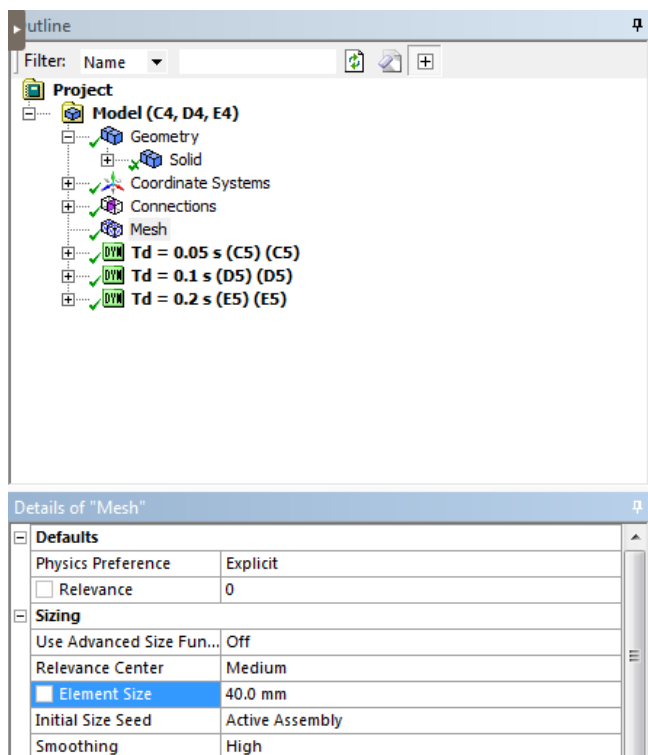 utline
Filter: Name
Project
Model (C4, D4, E4)
Geometry
Solid
Coordinate Systems
Connections
Mesh
DYN Td = 0.05 s (C5) (C5)
DYN Td = 0.1 s (D5) (D5)
DYN Td = 0.2 s (E5) (E5)
Details of "Mesh"
Defaults
Physics Preference Explicit
Relevance 0
Sizing
Use Advanced Size Fun... Off
Relevance Center Medium
Element Size 40.0 mm
Initial Size Seed Active Assembly
Smoothing High